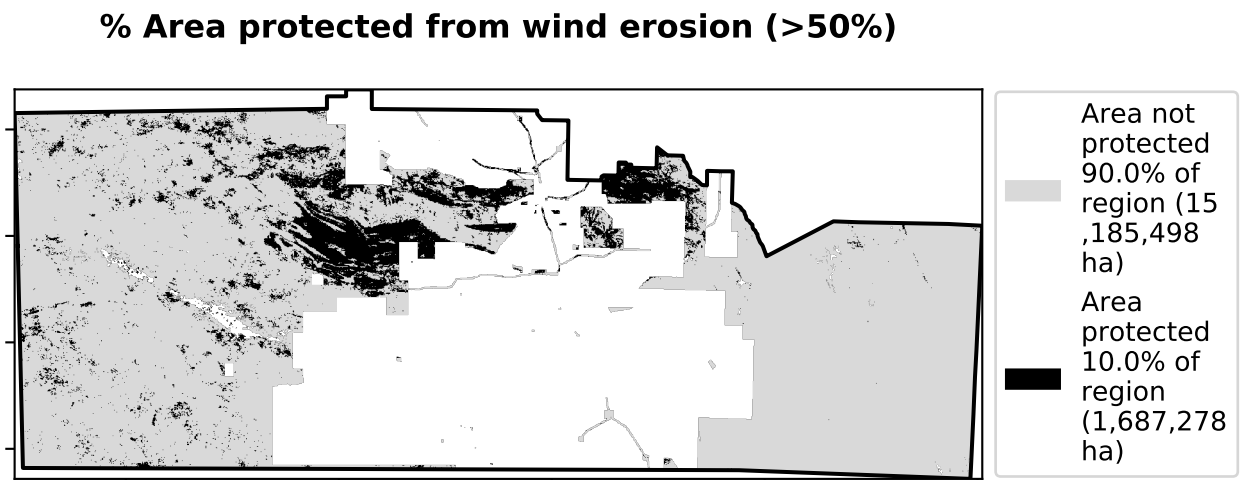 % Area protected from wind erosion (>50%)
Area not
protected
90.0% of
region (15
,185,498
ha)
Area
protected
10.0% of
region
(1,687,278
ha)